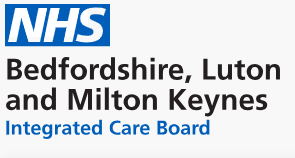 NHS
Bedfordshire, Luton
and Milton Keynes
Integrated Care Board